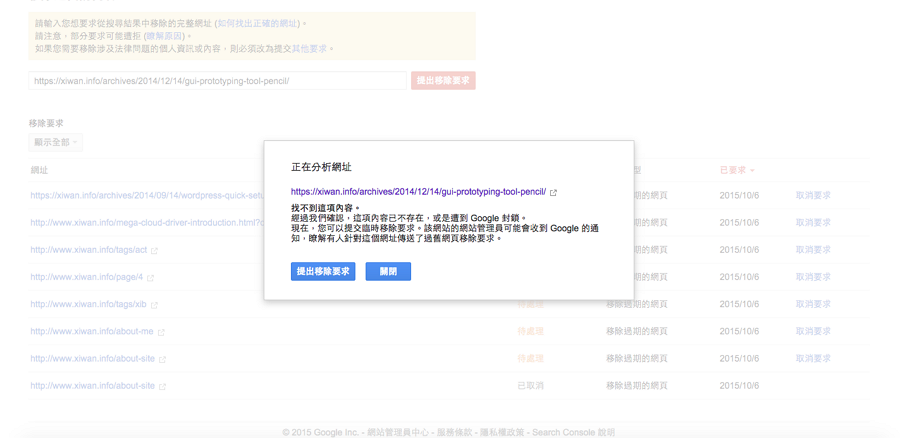 請輸入您想要求從搜尋結果中移除的完整網址 (如何找出正確的網址)。
請注意，部分要求可能遭拒 (瞭解原因)。
如果您需要移除涉及法律問題的個人資訊或內容，則必須改為提交其他要求。
https://xiwan.info/archives/2014/12/14/gui-prototyping-tool-pencil/
提出移除要求
移除要求
顯示全部
網址
型
已要求
https://xiwan.info/archives/2014/09/14/wordpress-quick-setu
期的網頁
2015/10/6
取消要求
http://www.xiwan.info/mega-cloud-driver-introduction.html?
期的網頁
2015/10/6
取消要求
http://www.xiwan.info/tags/act
期的網頁
2015/10/6
取消要求
http://www.xiwan.info/page/4
期的網頁
2015/10/6
取消要求
http://www.xiwan.info/tags/xib
待處理
移除過期的網頁
2015/10/6
取消要求
http://www.xiwan.info/about-me
待處理
移除過期的網頁
2015/10/6
取消要求
http://www.xiwan.info/about-site
待處理
移除過期的網頁
2015/10/6
取消要求
http://www.xiwan.info/about-site
已取消
移除過期的網頁
2015/10/6
正在分析網址
https://xiwan.info/archives/2014/12/14/gui-prototyping-tool-pencil/
找不到這項內容。
經過我們確認，這項內容已不存在，或是遭到 Google 封鎖。
現在，您可以提交臨時移除要求。該網站的網站管理員可能會收到 Google 的通
知，瞭解有人針對這個網址傳送了過舊網頁移除要求。
提出移除要求
關閉
© 2015 Google Inc. - 網站管理員中心 - 服務條款 - 隱私權政策 - Search Console 說明